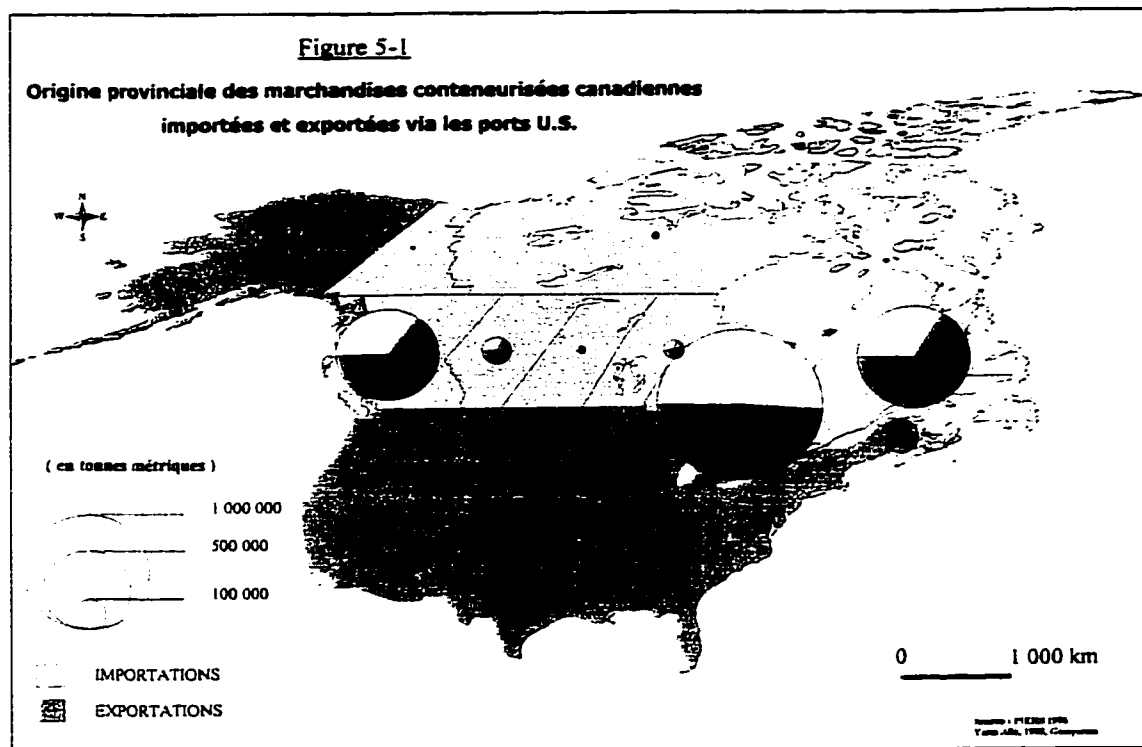 Figure 5-1
Origine provinciale des marchandises conteneurisées canadiennes
importées et exportées via les ports U.S.
N
W E
S
( en tonnes métriques )
1 000 000
500 000
100 000
IMPORTATIONS
EXPORTATIONS
0 1 000 km